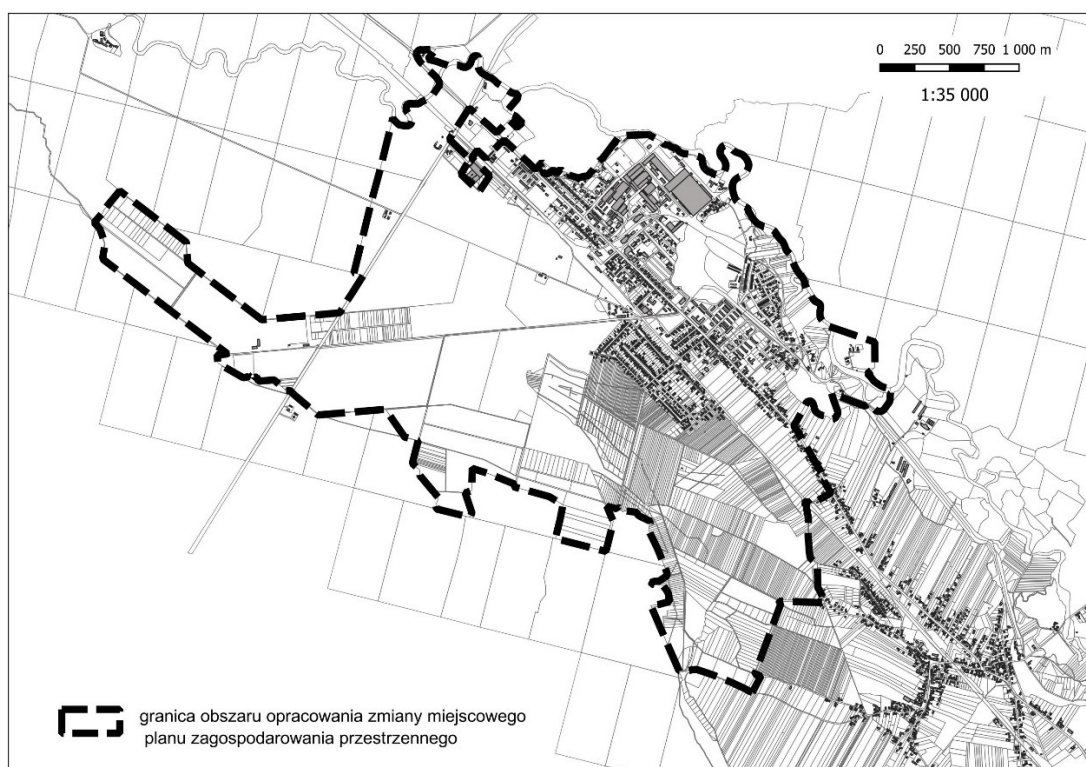 0 250 500 750 1 000 m
1:35 000
granica obszaru opracowania zmiany miejscowego
planu zagospodarowania przestrzennego